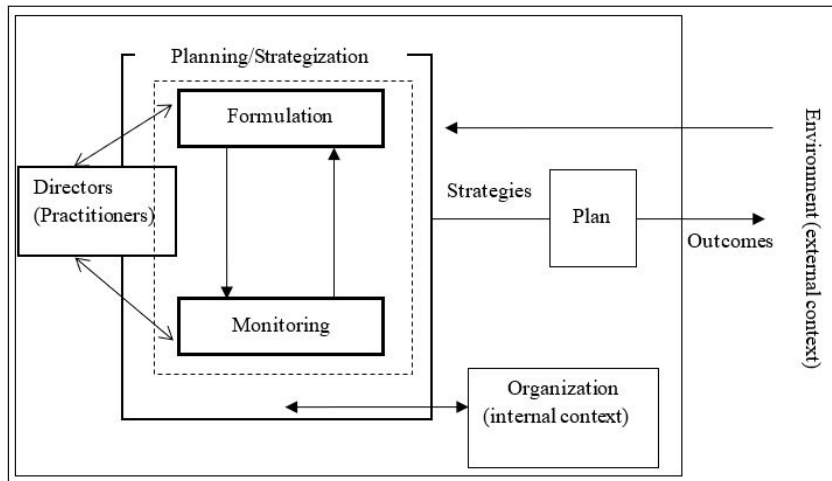 Planning/Strategization
Formulation
Directors
(Practitioners)
Monitoring
Strategies
Plan
Outcomes
Organization
(internal context)
Environment (external context)